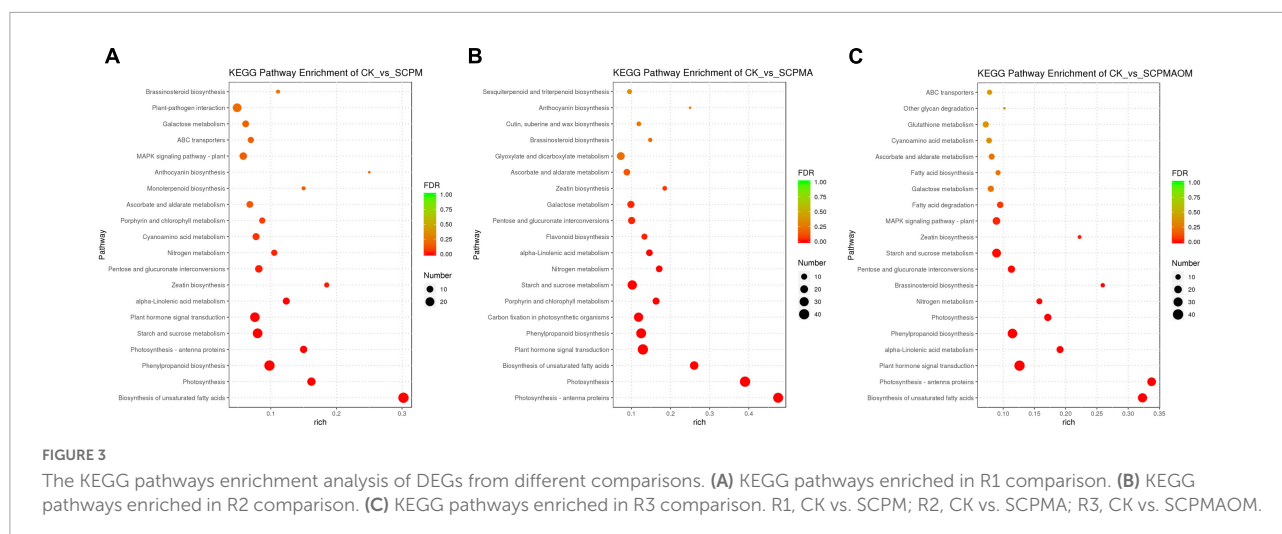 A
KEGG Pathway Enrichment of CK_vs_SCPM
Brassinosteroid biosynthesis
Plant-pathogen interaction
Galactose metabolism
ABC transporters
MAPK signaling pathway - plant
Anthocyanin biosynthesis
Monoterpenoid biosynthesis
Ascorbate and aldarate metabolism
Porphyrin and chlorophyll metabolism
Cyanoamino acid metabolism
Nitrogen metabolism
Pentose and glucuronate interconversions
Zeatin biosynthesis
alpha-Linolenic acid metabolism
Plant hormone signal transduction
Starch and sucrose metabolism
Photosynthesis - antenna proteins
Phenylpropanoid biosynthesis
Photosynthesis
Biosynthesis of unsaturated fatty acids
Pathway
0.1 0.2 0.3
rich
FDR
1.00
0.75
0.50
0.25
0.00
Number
10
20
B
KEGG Pathway Enrichment of CK_vs_SCPMA
Sesquiterpenoid and triterpenoid biosynthesis
Anthocyanin biosynthesis
Cutin, suberine and wax biosynthesis
Brassinosteroid biosynthesis
Glyoxylate and dicarboxylate metabolism
Ascorbate and aldarate metabolism
Zeatin biosynthesis
Galactose metabolism
Pentose and glucuronate interconversions
Flavonoid biosynthesis
alpha-Linolenic acid metabolism
Nitrogen metabolism
Starch and sucrose metabolism
Porphyrin and chlorophyll metabolism
Carbon fixation in photosynthetic organisms
Phenylpropanoid biosynthesis
Plant hormone signal transduction
Biosynthesis of unsaturated fatty acids
Photosynthesis
Photosynthesis - antenna proteins
Pathway
0.1 0.2 0.3 0.4
rich
FDR
1.00
0.75
0.50
0.25
0.00
Number
10
20
30
40
C
KEGG Pathway Enrichment of CK_vs_SCPMAOM
ABC transporters
Other glycan degradation
Glutathione metabolism
Cyanoamino acid metabolism
Ascorbate and aldarate metabolism
Fatty acid biosynthesis
Galactose metabolism
Fatty acid degradation
MAPK signaling pathway - plant
Zeatin biosynthesis
Starch and sucrose metabolism
Pentose and glucuronate interconversions
Brassinosteroid biosynthesis
Nitrogen metabolism
Photosynthesis
Phenylpropanoid biosynthesis
alpha-Linolenic acid metabolism
Plant hormone signal transduction
Photosynthesis - antenna proteins
Biosynthesis of unsaturated fatty acids
Pathway
0.10 0.15 0.20 0.25 0.30 0.35
rich
FDR
1.00
0.75
0.50
0.25
0.00
Number
10
20
30
40
FIGURE 3
The KEGG pathways enrichment analysis of DEGs from different comparisons. (A) KEGG pathways enriched in R1 comparison. (B) KEGG
pathways enriched in R2 comparison. (C) KEGG pathways enriched in R3 comparison. R1, CK vs. SCPM; R2, CK vs. SCPMA; R3, CK vs. SCPMAOM.